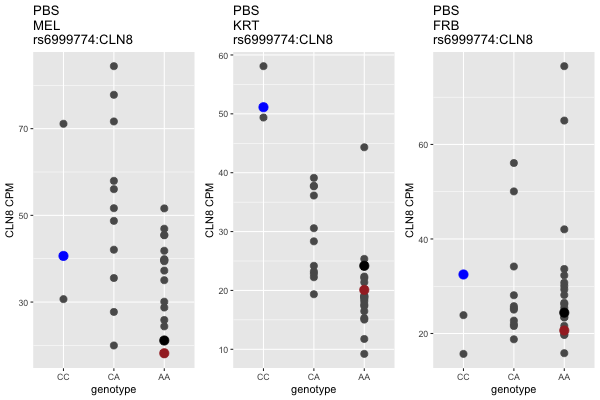 PBS
MEL
rs6999774:CLN8
CLN8 CPM
70
50
30
CC CA AA
genotype
PBS
KRT
rs6999774:CLN8
CLN8 CPM
60
50
40
30
20
10
CC CA AA
genotype
PBS
FRB
rs6999774:CLN8
CLN8 CPM
60
40
20
CC CA AA
genotype